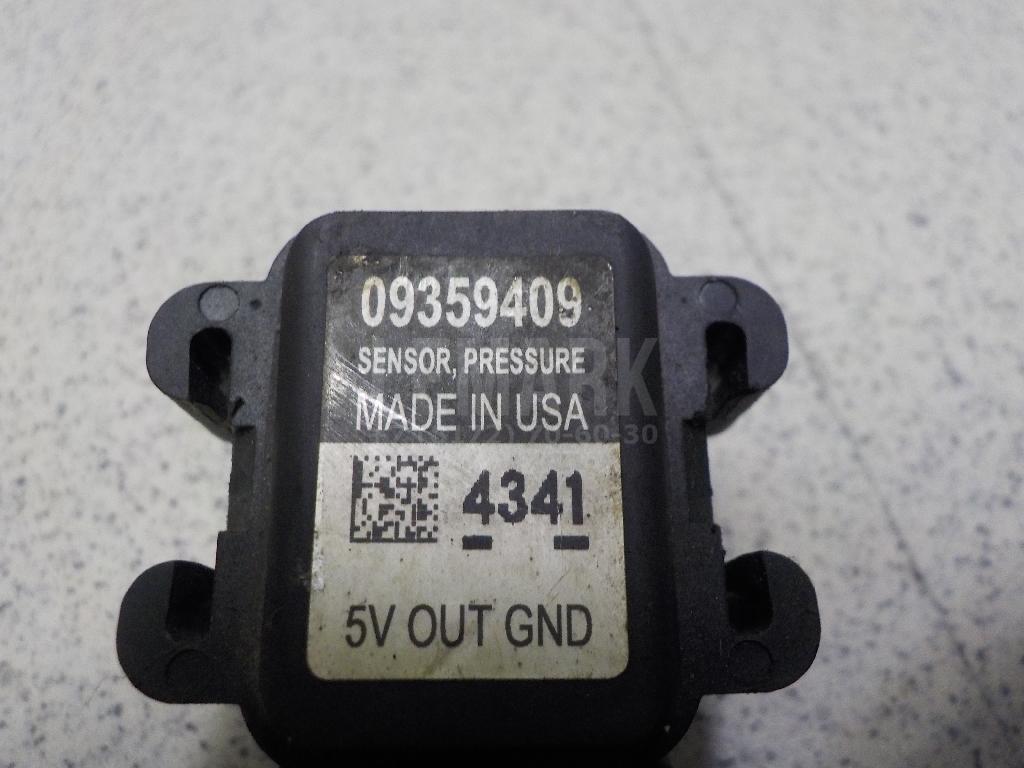 09359409
SENSOR, PRESSURE
MADE IN USA
4341
5V OUT GND